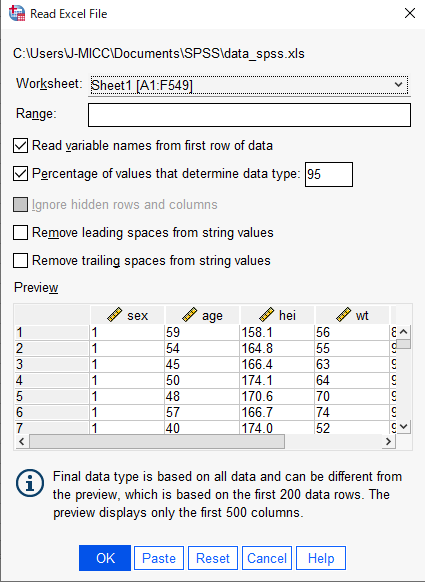 Read Excel File
C:\Users\J-MICC\Documents\SPSS\data_spss.xls
Worksheet: Sheet1 [A1:F549]
Range:
Read variable names from first row of data
Percentage of values that determine data type: 95
Ignore hidden rows and columns
Remove leading spaces from string values
Remove trailing spaces from string values
Preview
sex age hei wt
1 1 59 158.1 56
2 1 54 164.8 55
3 1 45 166.4 63
4 1 50 174.1 64
5 1 48 170.6 70
6 1 57 166.7 74
7 1 40 174.0 52
Final data type is based on all data and can be different from
the preview, which is based on the first 200 data rows. The
preview displays only the first 500 columns.
OK Paste Reset Cancel Help